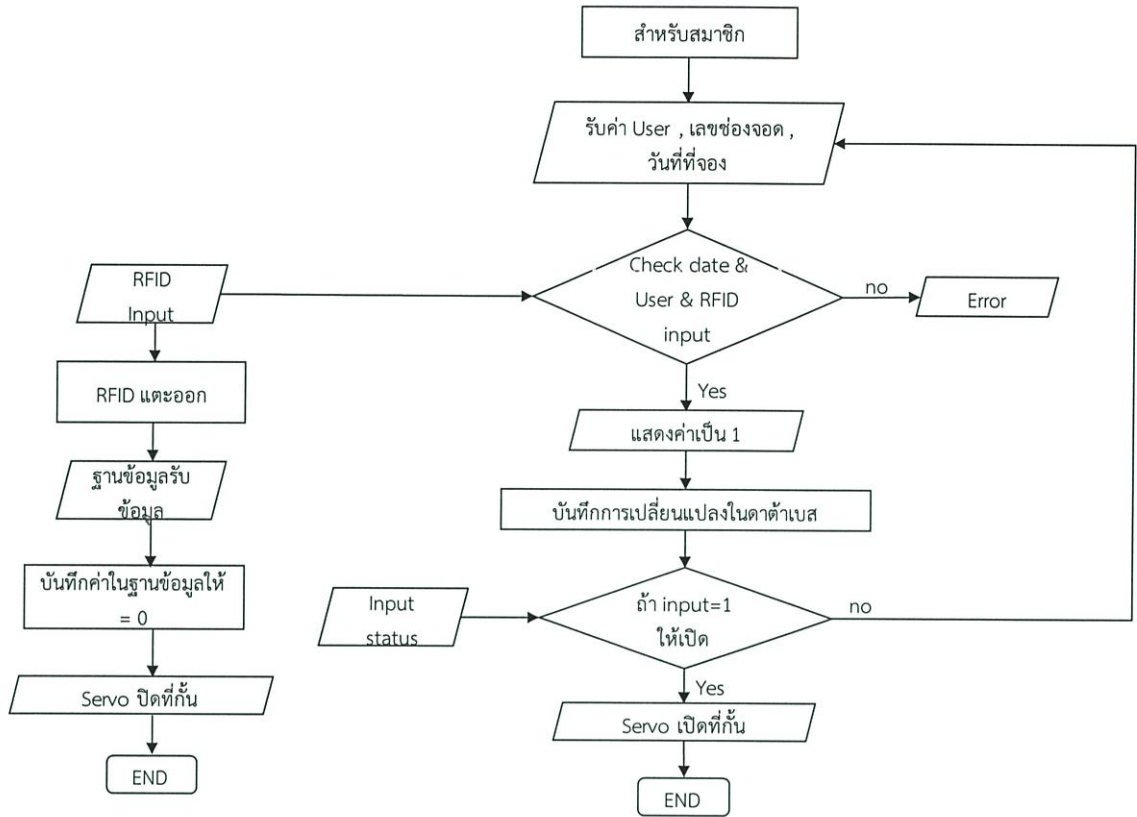 สำหรับสมาชิก
รับค่า User , เลขช่องจอด ,
วันที่ที่จอง
Check date &
User & RFID
input
no
Error
RFID
Input
Yes
RFID แตะออก
แสดงค่าเป็น 1
ฐานข้อมูลรับ
ข้อมูล
บันทึกการเปลี่ยนแปลงในดาต้าเบส
บันทึกค่าในฐานข้อมูลให้
= 0
Input
status
ถ้า input=1
ให้เปิด
no
Yes
Servo ปิดที่กั้น
Servo เปิดที่กั้น
END
END